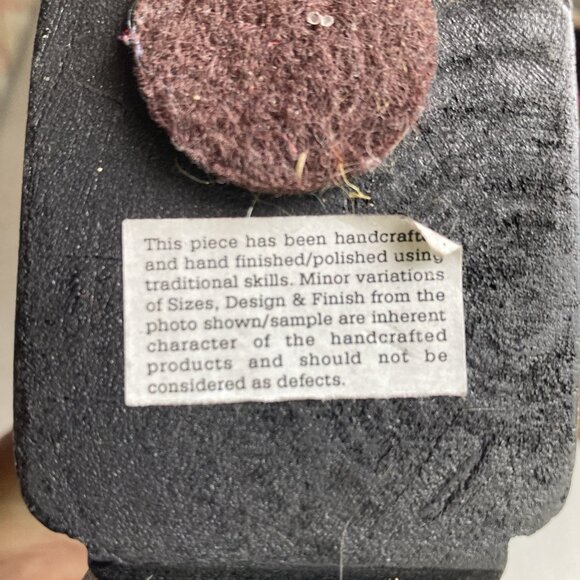 This piece has been handcrafted
and hand finished/polished using
traditional skills. Minor variations
of Sizes, Design & Finish from the
photo shown/sample are inherent
character of the handcrafted
products and should not be
considered as defects.